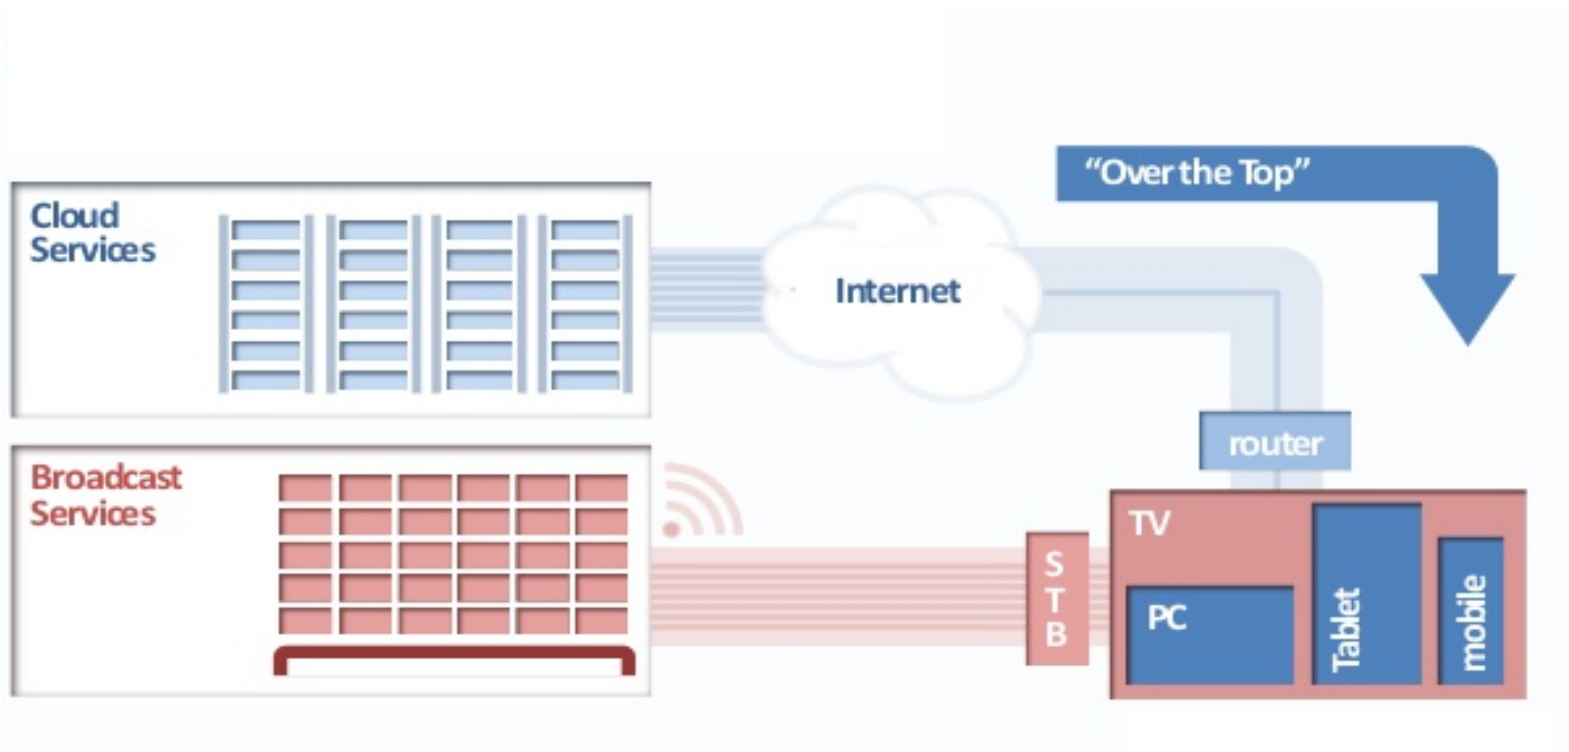 “Over the Top”
Cloud
Services
Internet
router
Broadcast
Services
S
T
B
TV
PC
Tablet
mobile